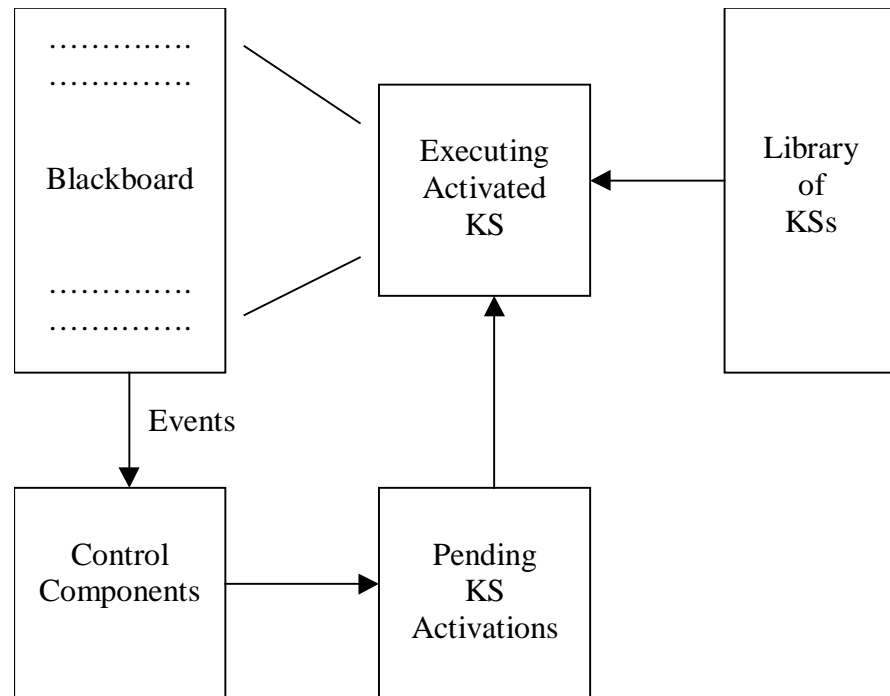 …………..….
………..…….
Blackboard
…………..….
…….…….….
Executing
Activated
KS
Library
of
KSs
Events
Control
Components
Pending
KS
Activations